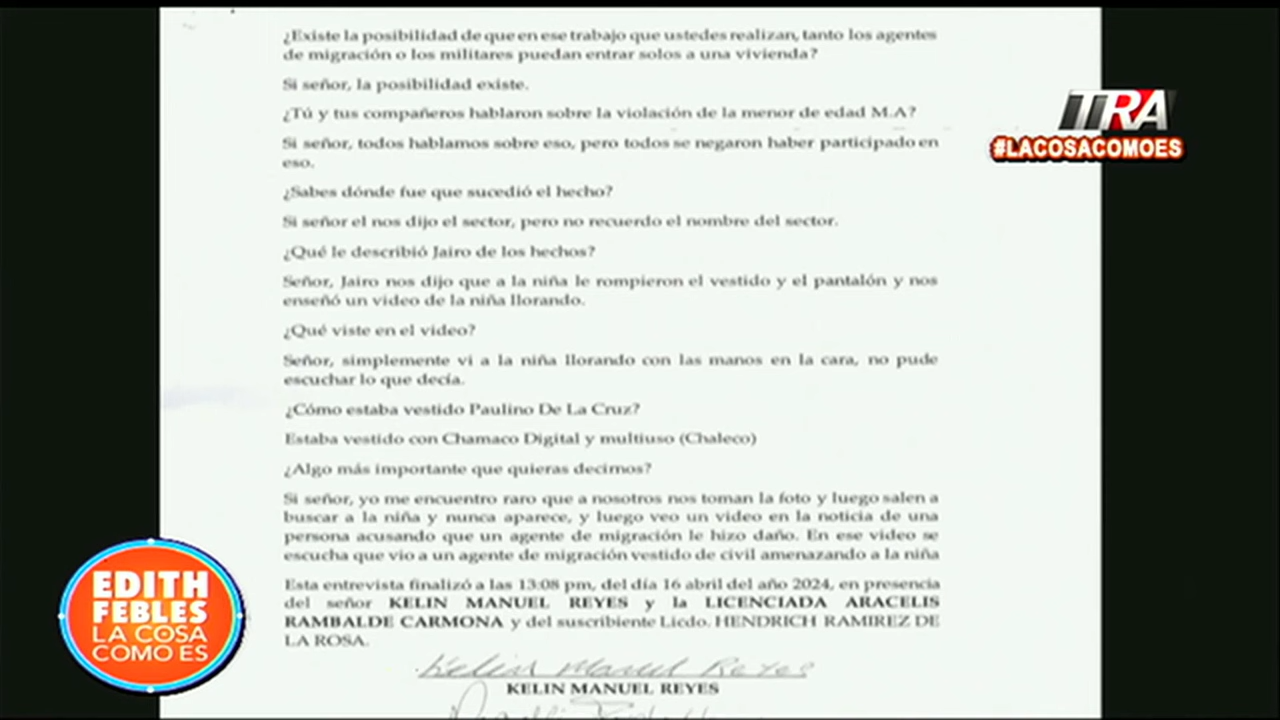 ¿Existe la posibilidad de que en ese trabajo que ustedes realizan, tanto los agentes
de migración o los militares puedan entrar solos a una vivienda?
Si señor, la posibilidad existe.
¿Tú y tus compañeros hablaron sobre la violación de la menor de edad M.A?
Si señor, todos hablamos sobre eso, pero todos se negaron haber participado en
eso.
¿Sabes dónde fue que sucedió el hecho?
Si señor el nos dijo el sector, pero no recuerdo el nombre del sector.
¿Qué le describió Jairo de los hechos?
Señor, Jairo nos dijo que a la niña le rompieron el vestido y el pantalón y nos
enseñó un video de la niña llorando.
¿Qué viste en el video?
Señor, simplemente vi a la niña llorando con las manos en la cara, no pude
escuchar lo que decía.
¿Cómo estaba vestido Paulino De La Cruz?
Estaba vestido con Chamaco Digital y multiuso (Chaleco)
¿Algo más importante que quieras decirnos?
Si señor, yo me encuentro raro que a nosotros nos toman la foto y luego salen a
buscar a la niña y nunca aparece, y luego veo un video en la noticia de una
persona acusando que un agente de migración le hizo daño. En ese video se
escucha que vio a un agente de migración vestido de civil amenazando a la niña
Esta entrevista finalizó a las 13:08 pm, del día 16 abril del año 2024, en presencia
del señor KELIN MANUEL REYES y la LICENCIADA ARACELIS
RAMBALDE CARMONA y del suscribiente Licdo. HENDRICH RAMIREZ DE
LA ROSA.
Kelin Manuel Reyes
KELIN MANUEL REYES
TRA
#LACOSACOMOES
EDITH
FEBLES
LA COSA
COMO ES